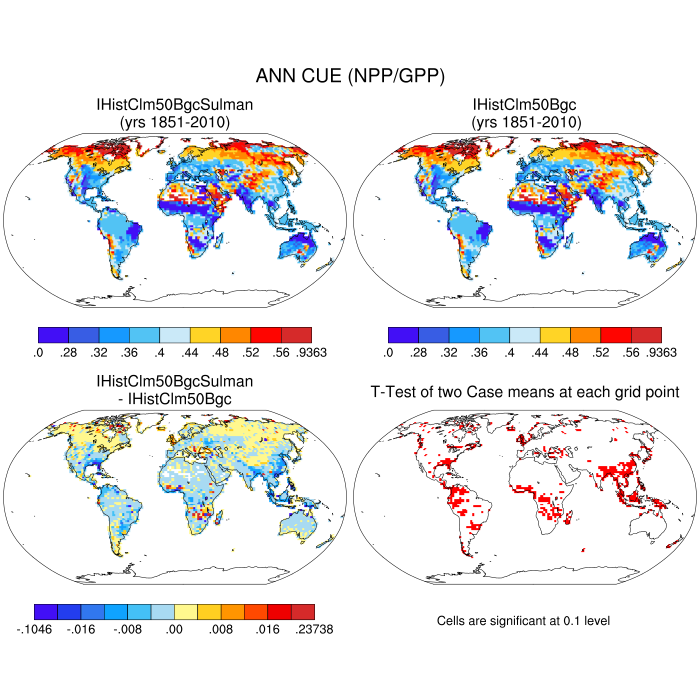 ANN CUE (NPP/GPP)
IHistClm50BgcSulman
(yrs 1851-2010)
IHistClm50Bgc
(yrs 1851-2010)
.0 .28 .32 .36 .4 .44 .48 .52 .56 .9363
.0 .28 .32 .36 .4 .44 .48 .52 .56 .9363
IHistClm50BgcSulman
- IHistClm50Bgc
T-Test of two Case means at each grid point
-.1046 -.016 -.008 .00 .008 .016 .23738
Cells are significant at 0.1 level